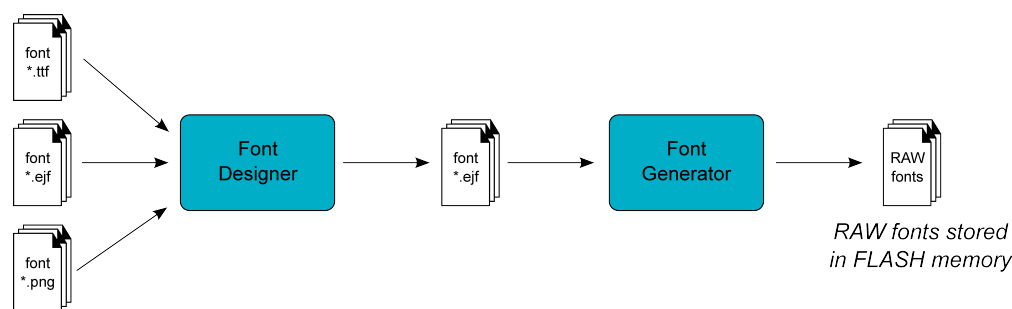 font
*.ttf
font
*.ejf
font
*.png
Font
Designer
font
*.ejf
Font
Generator
RAW
fonts
RAW fonts stored
in FLASH memory